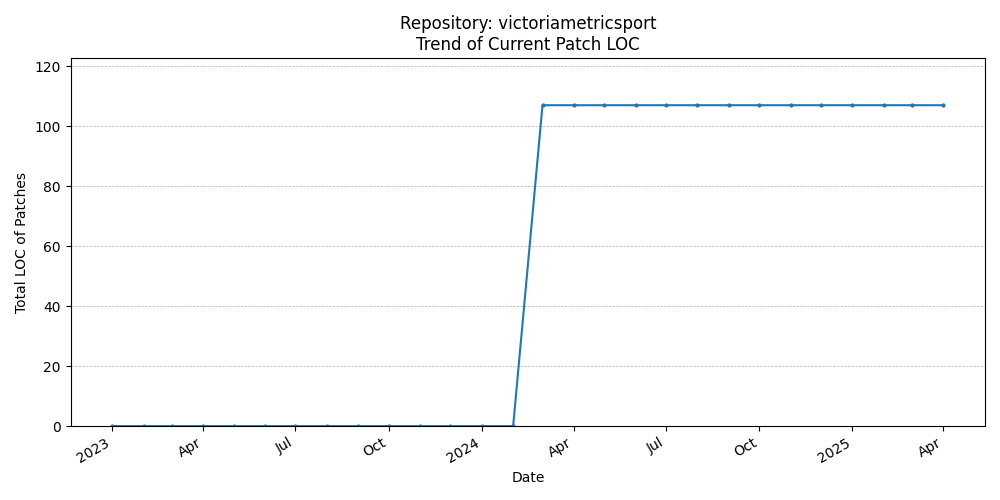 Repository: victoriametricsport
Trend of Current Patch LOC
120
100
80
60
40
20
0
Total LOC of Patches
2023
Apr
Jul
Oct
2024
Apr
Jul
Oct
2025
Apr
Date